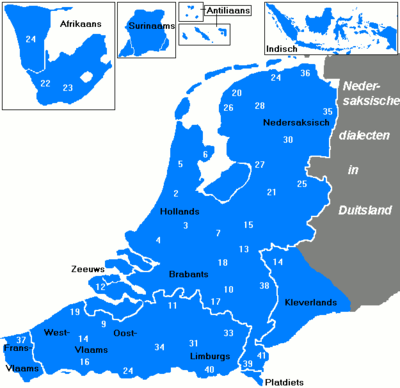 Afrikaans
24
22
23
Surinaams
Antiliaans
Indisch
24
36
20
26
28
35
Nedersaksisch
30
Neder-
saksische
dialecten
in
Duitsland
5
6
27
2
21
25
Hollands
3
7
15
4
13
14
Zeeuws
18
12
Brabants
10
38
Kleverlands
17
11
19
9
37
West-
Oost-
33
Frans-
14
Vlaams
34
31
Limburgs
41
Vlaams
16
24
40
39
Platdiets